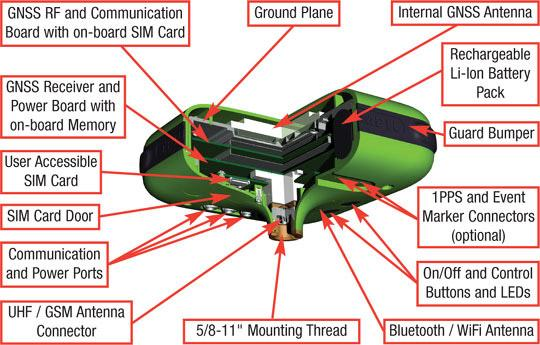 GNSS RF and Communication
Board with on-board SIM Card
Ground Plane
Internal GNSS Antenna
Rechargeable
Li-Ion Battery
Pack
GNSS Receiver and
Power Board with
on-board Memory
Guard Bumper
User Accessible
SIM Card
SIM Card Door
1PPS and Event
Marker Connectors
(optional)
Communication
and Power Ports
On/Off and Control
Buttons and LEDs
UHF / GSM Antenna
Connector
5/8-11" Mounting Thread
Bluetooth / WiFi Antenna